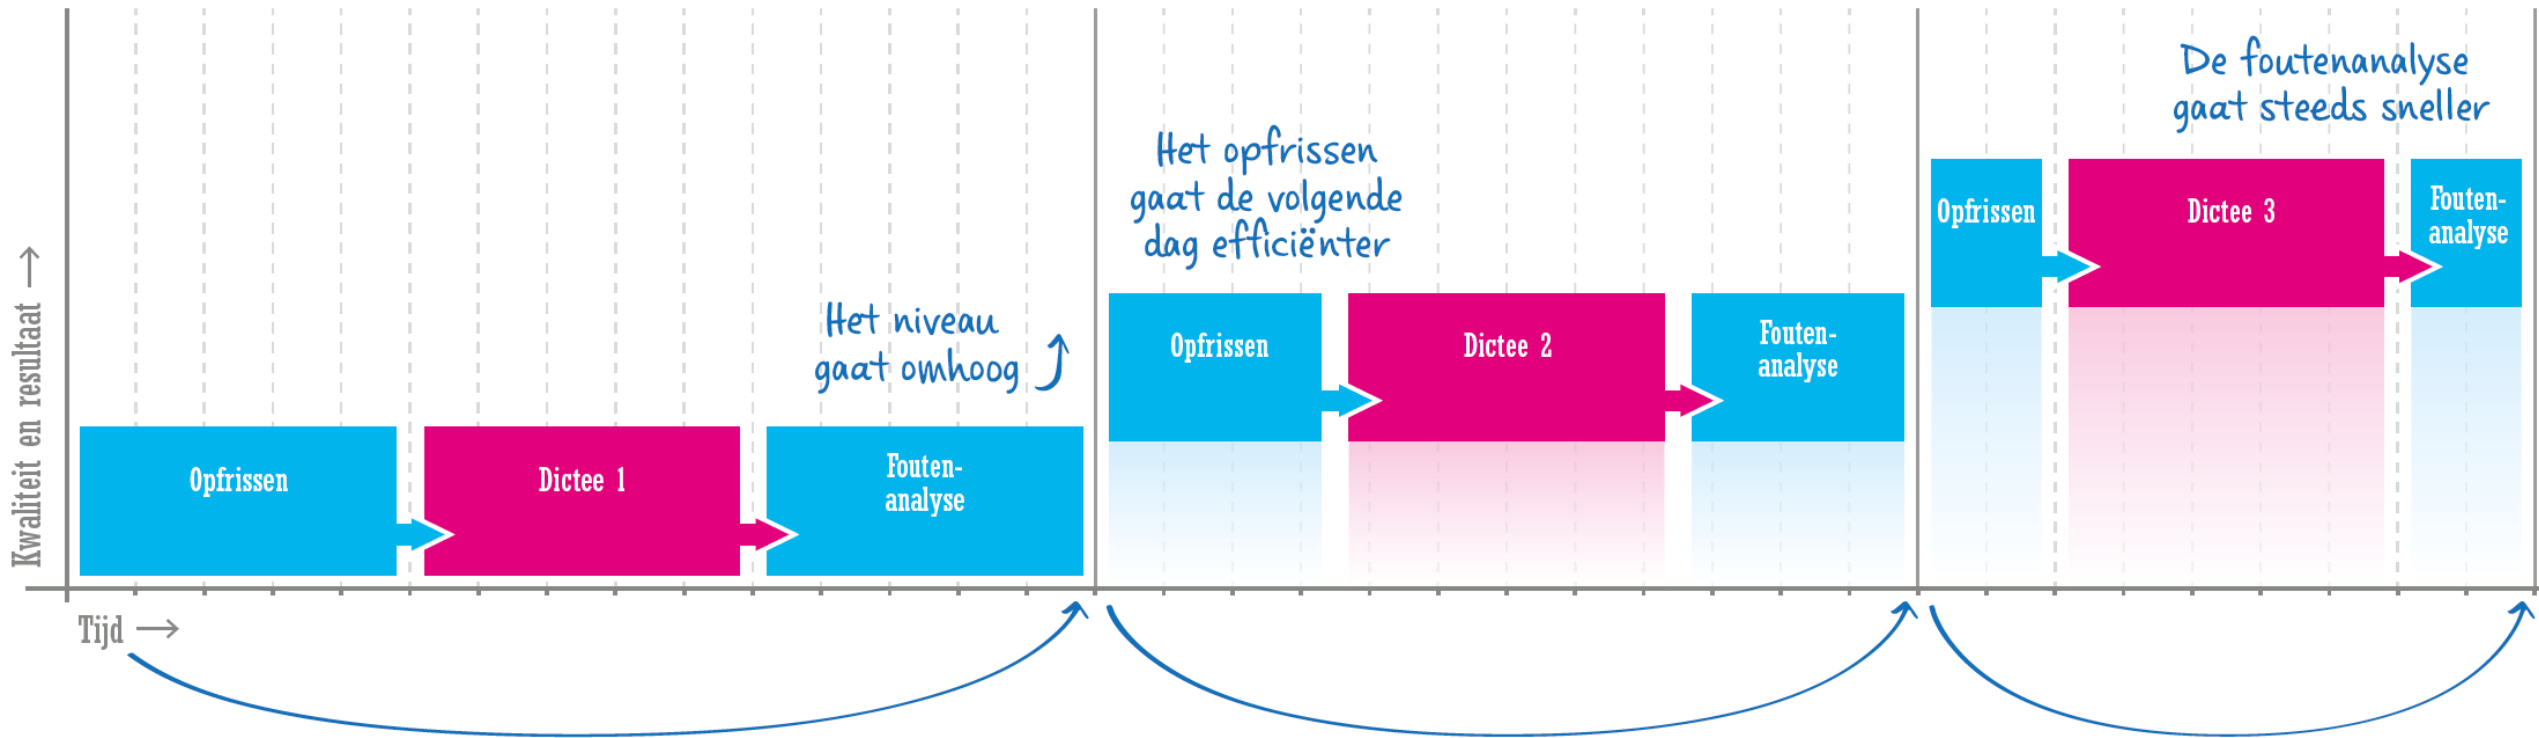 Kwaliteit en resultaat →
Tijd →
Opfrissen
Dictee 1
Fouten-
analyse
Het niveau
gaat omhoog
Het opfrissen
gaat de volgende
dag efficiënter
Opfrissen
Dictee 2
Fouten-
analyse
De foutenanalyse
gaat steeds sneller
Opfrissen
Dictee 3
Fouten-
analyse